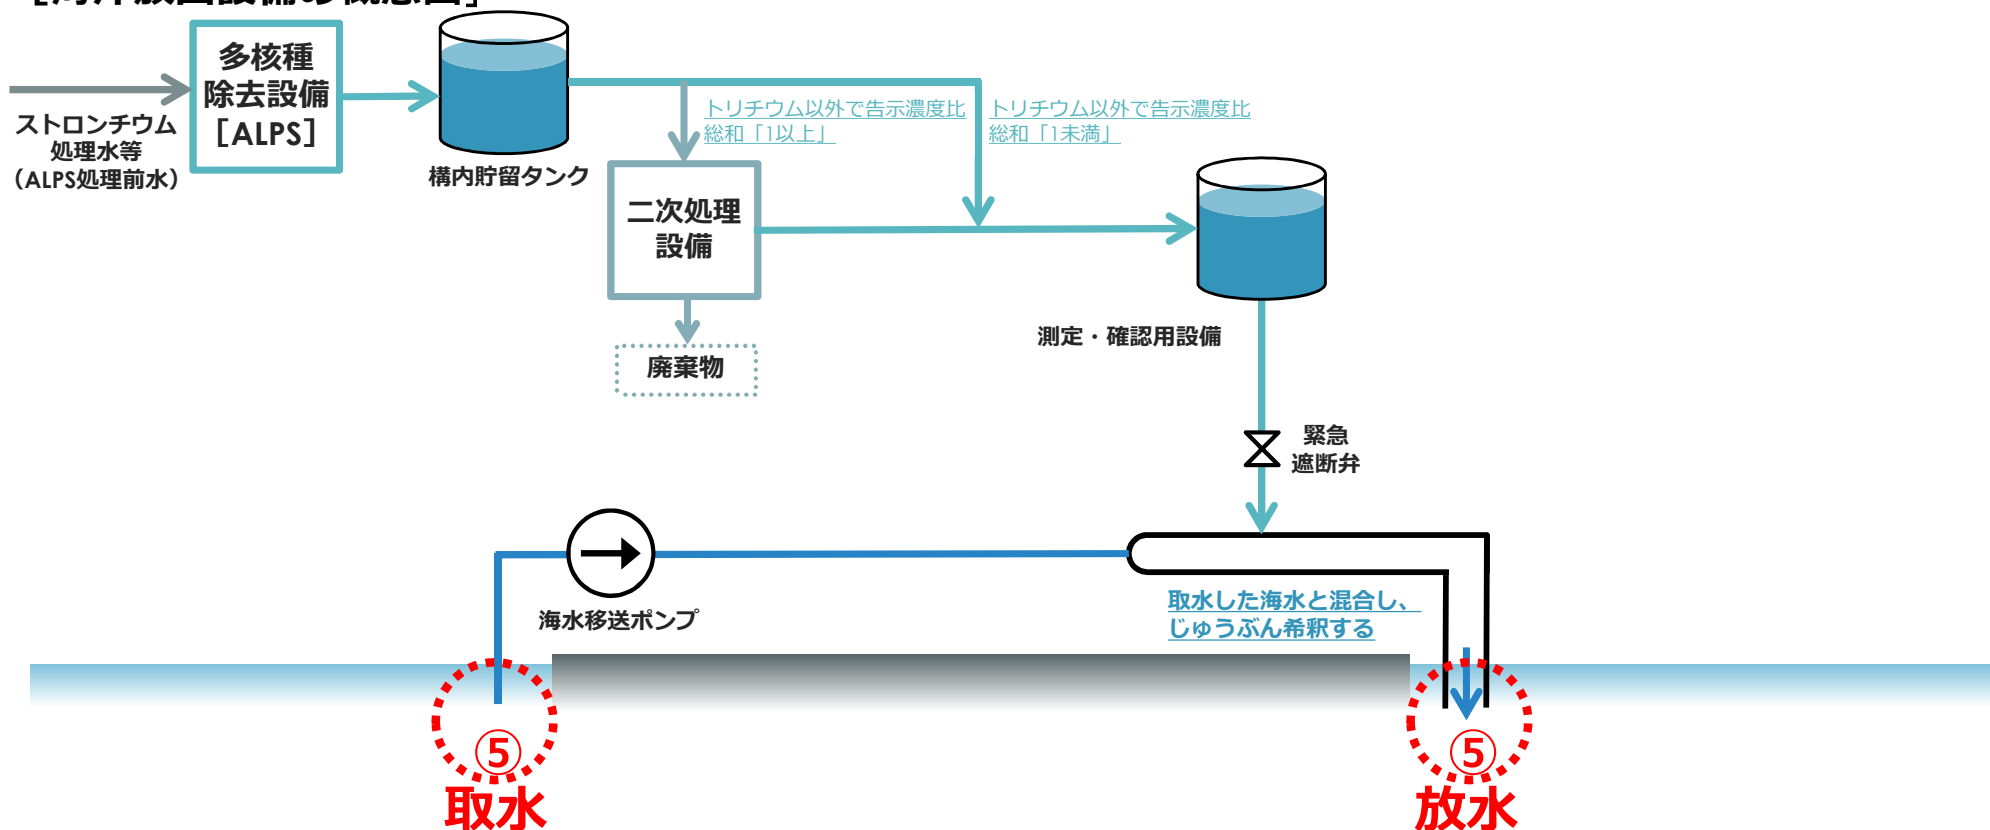 多核種
除去設備
［ALPS］
ストロンチウム
処理水等
（ALPS処理前水）
構内貯留タンク
トリチウム以外で告示濃度比
総和「1以上」
トリチウム以外で告示濃度比
総和「1未満」
二次処理
設備
廃棄物
測定・確認用設備
緊急
遮断弁
海水移送ポンプ
取水した海水と混合し、
じゅうぶん希釈する
⑤
取水
⑤
放水